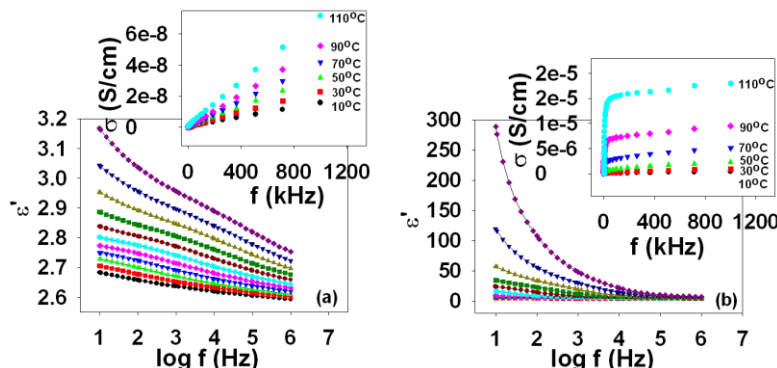 σ (S/cm)
6e-8
4e-8
2e-8
0
0 400 800 1200
f (kHz)
110°C
90°C
70°C
50°C
30°C
10°C
ε'
3.2
3.1
3.0
2.9
2.8
2.7
2.6
1 2 3 4 5 6 7
log f (Hz)
(a)
σ (S/cm)
2e-5
2e-5
1e-5
5e-6
0
0 400 800 1200
f (kHz)
110°C
90°C
70°C
50°C
30°C
10°C
ε'
300
250
200
150
100
50
0
1 2 3 4 5 6 7
log f (Hz)
(b)